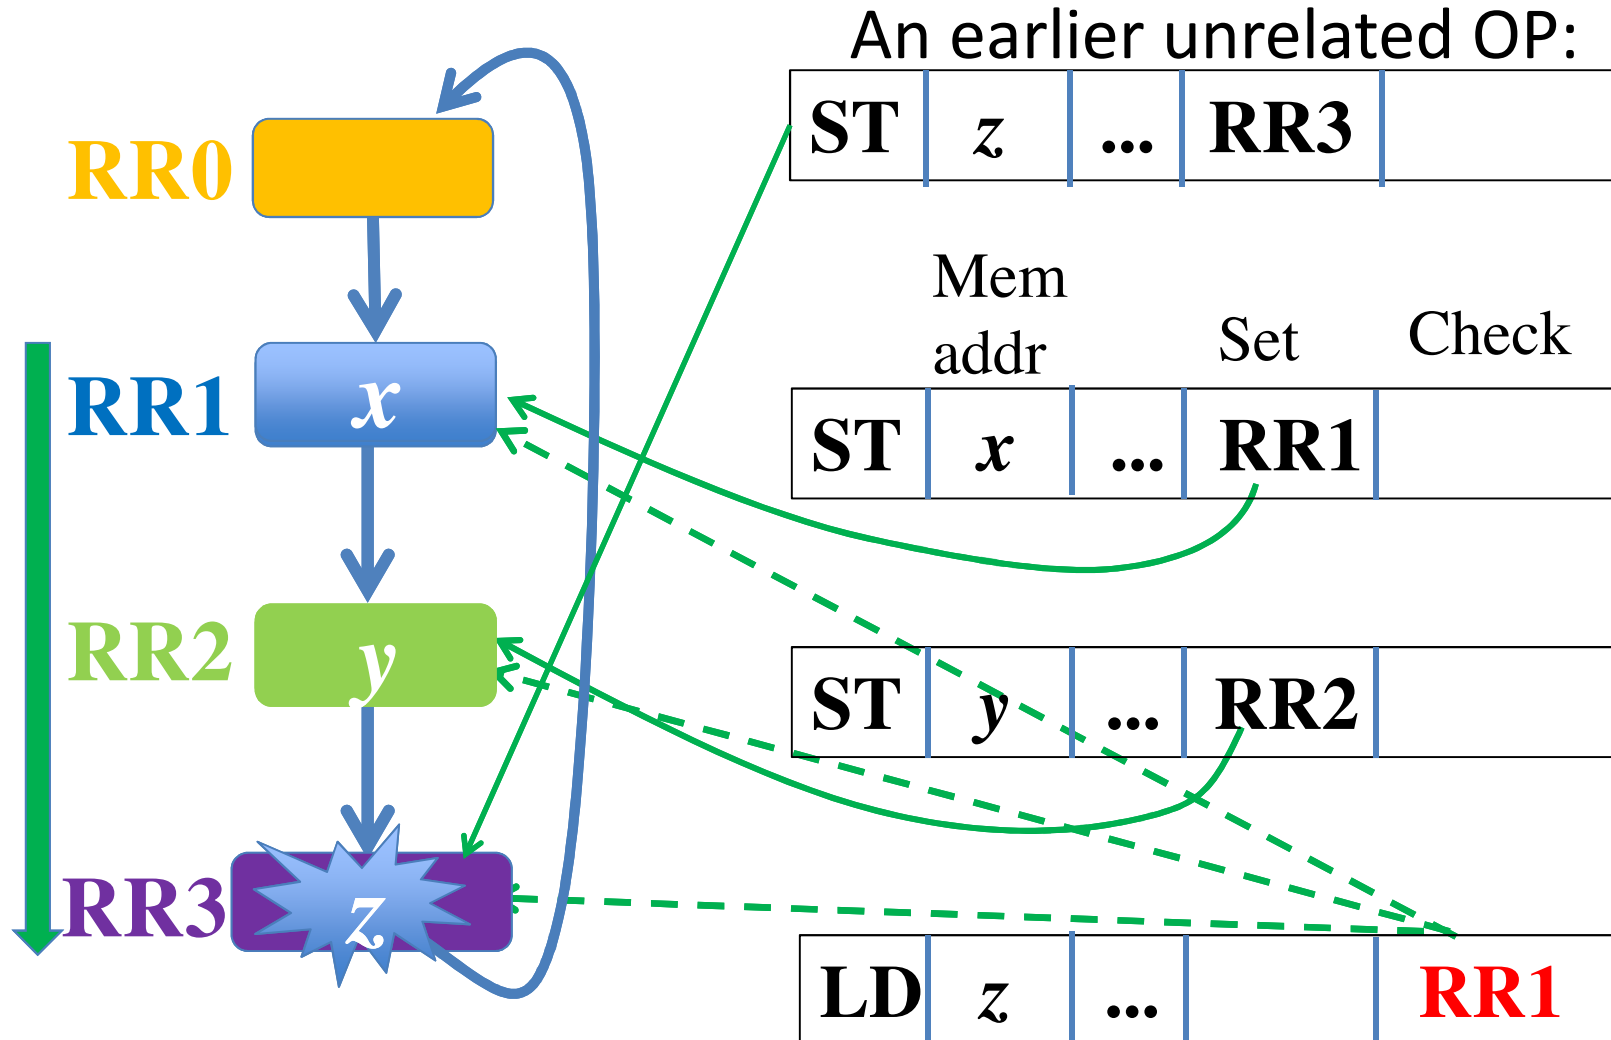 An earlier unrelated OP:
ST z ... RR3
RR0
Mem addr Set Check
RR1 x
ST x ... RR1
RR2 y
ST y ... RR2
RR3 z
LD z ... RR1